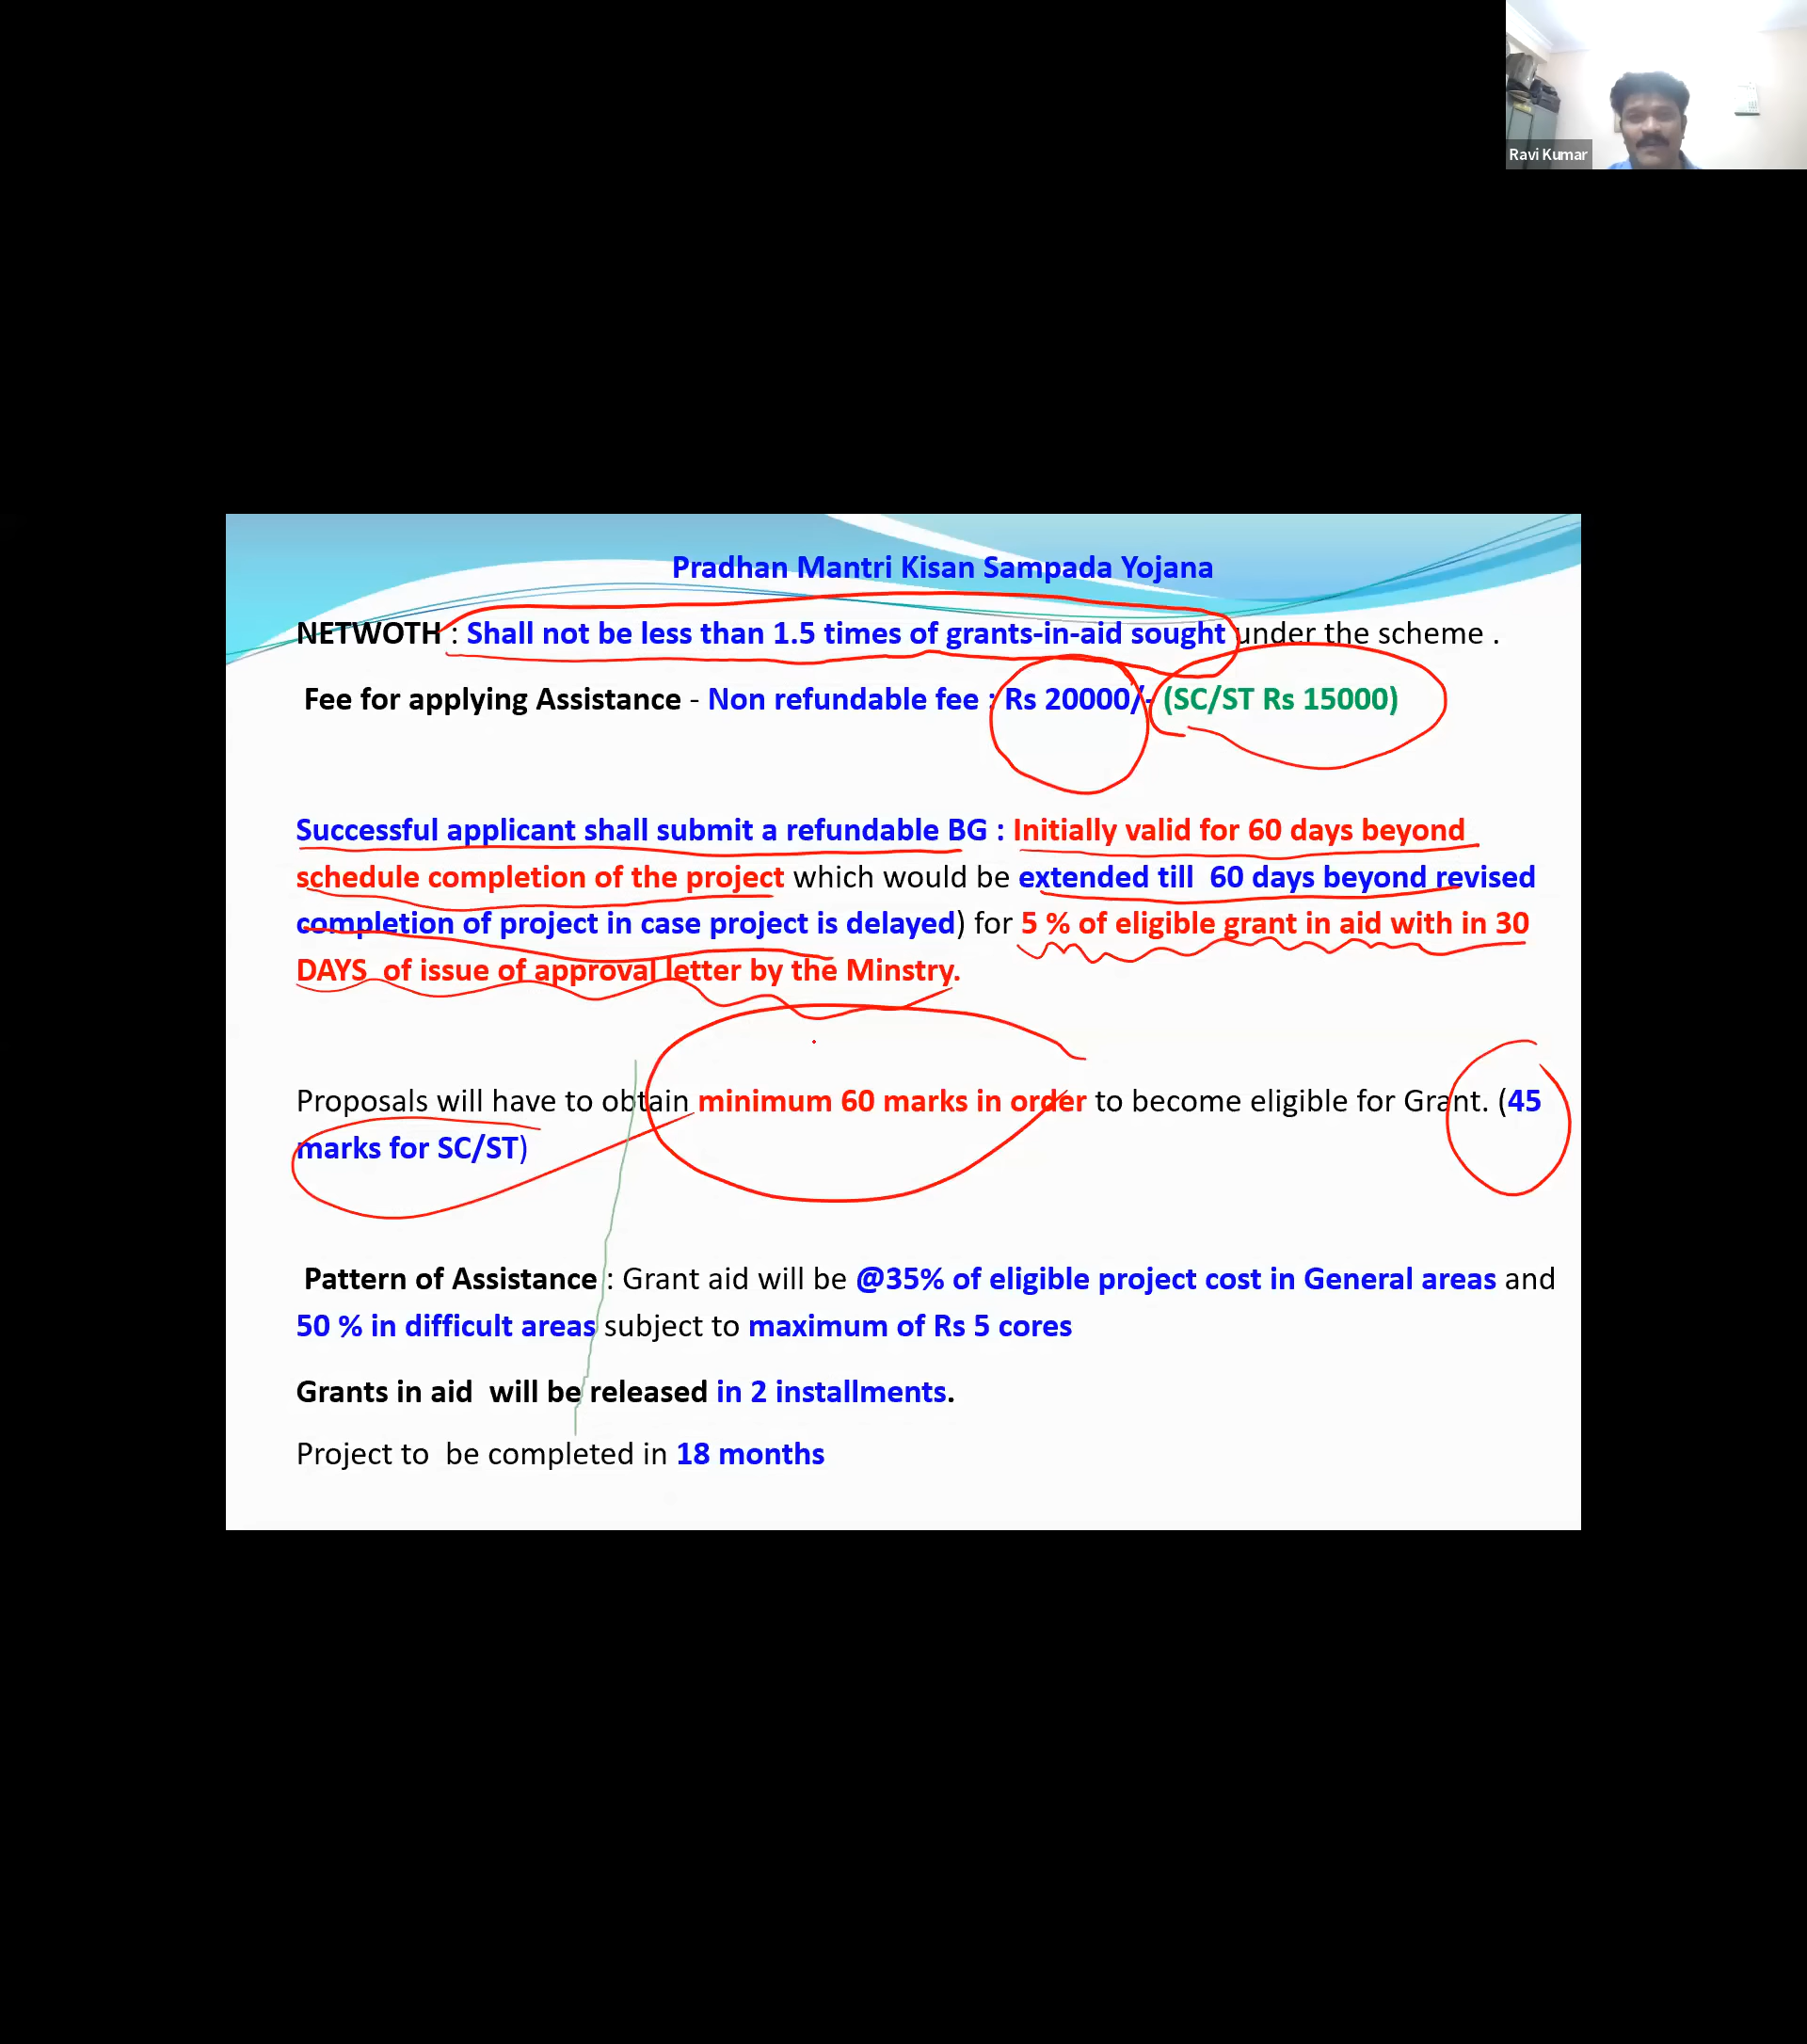 Ravi Kumar
Pradhan Mantri Kisan Sampada Yojana
NETWOTH : Shall not be less than 1.5 times of grants-in-aid sought under the scheme .
Fee for applying Assistance - Non refundable fee : Rs 20000/- (SC/ST Rs 15000)
Successful applicant shall submit a refundable BG : Initially valid for 60 days beyond
schedule completion of the project which would be extended till 60 days beyond revised
completion of project in case project is delayed) for 5 % of eligible grant in aid with in 30
DAYS of issue of approval letter by the Minstry.
Proposals will have to obtain minimum 60 marks in order to become eligible for Grant. (45
marks for SC/ST)
Pattern of Assistance : Grant aid will be @35% of eligible project cost in General areas and
50 % in difficult areas subject to maximum of Rs 5 cores
Grants in aid will be released in 2 installments.
Project to be completed in 18 months